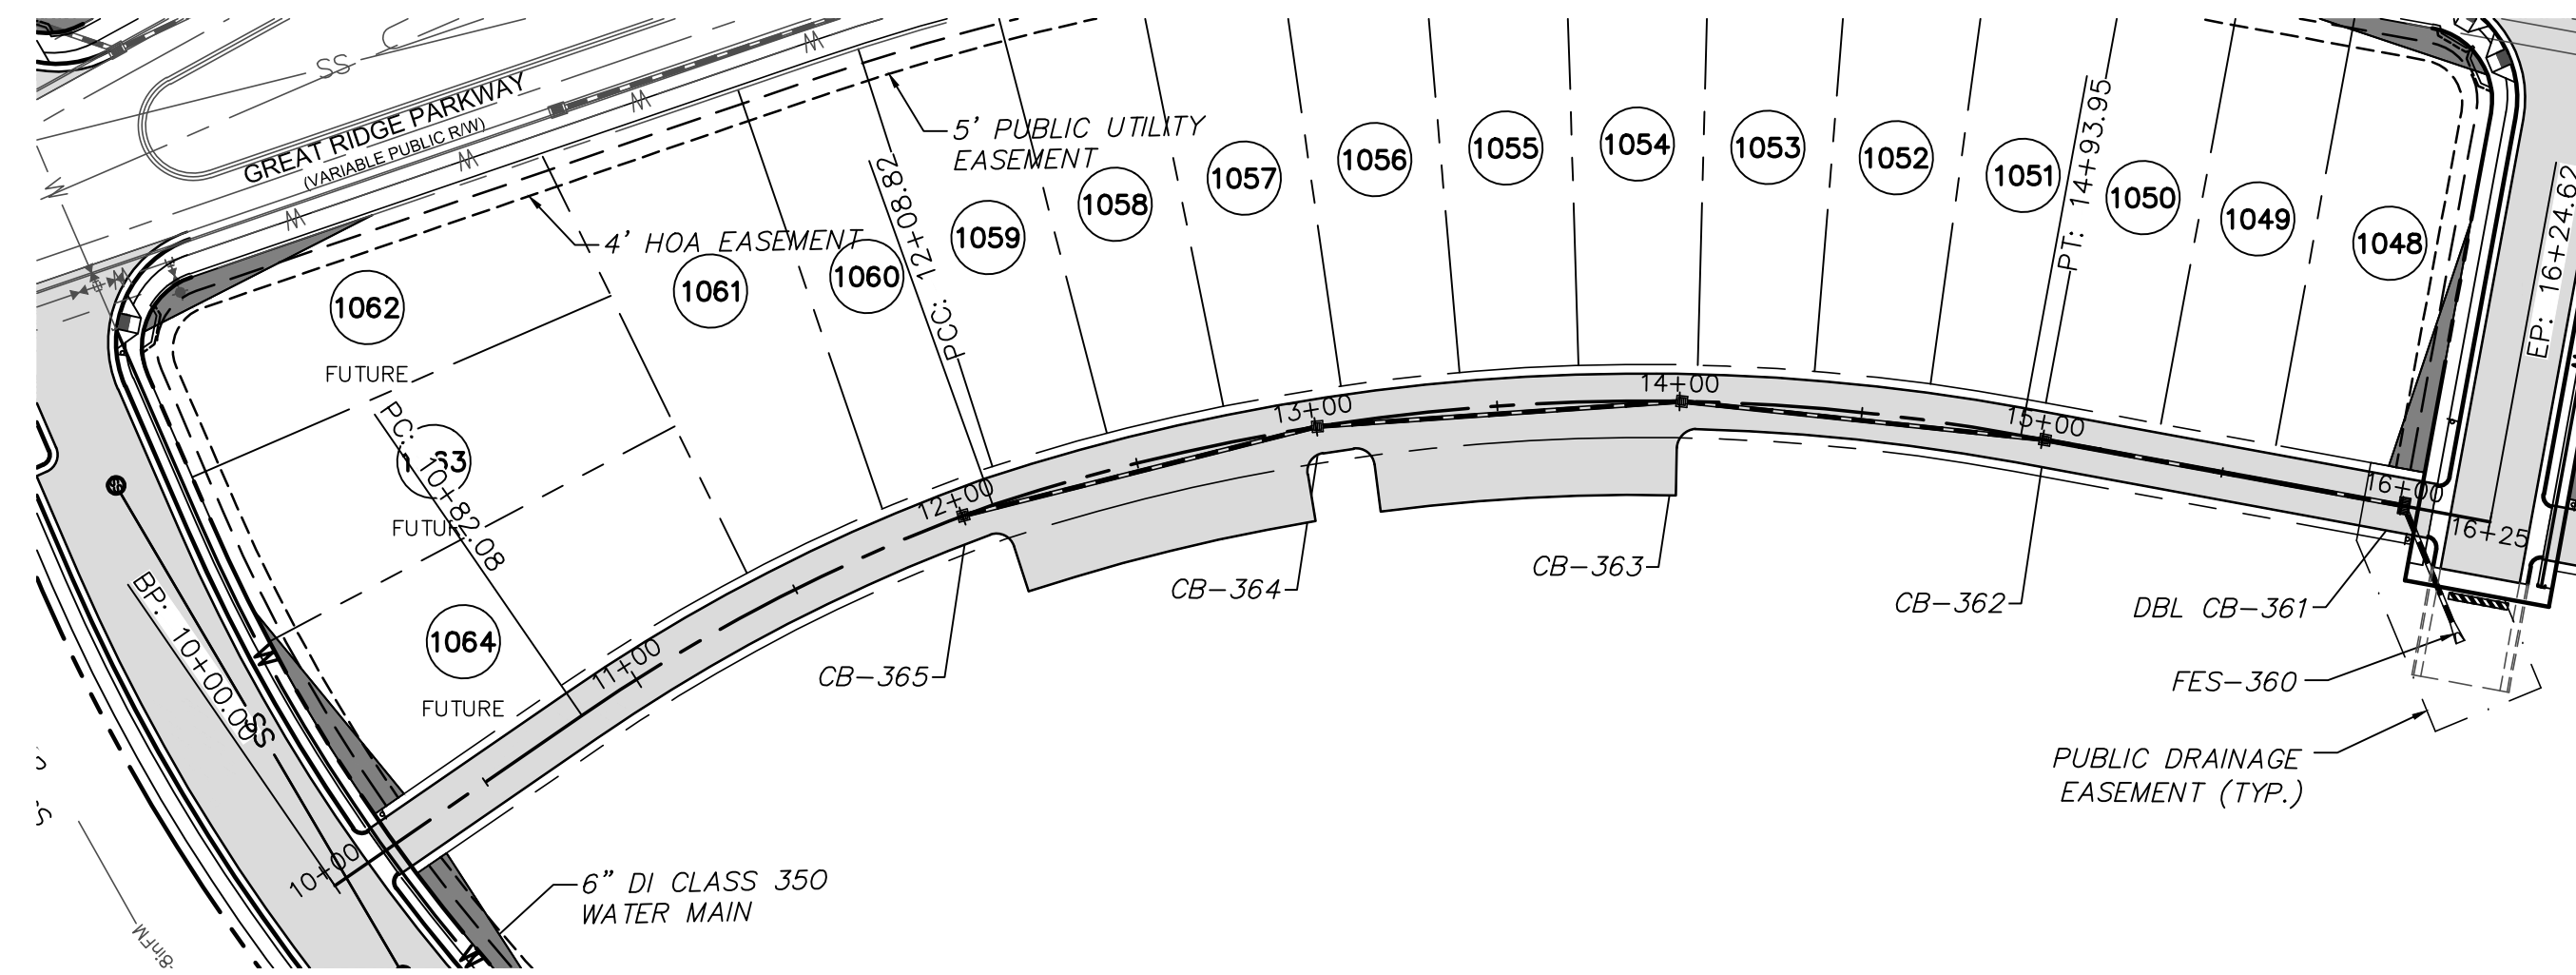 SS
C
W
W
GREAT RIDGE PARKWAY
(VARIABLE PUBLIC R/W)
W
W
W
5' PUBLIC UTILITY
EASEMENT
4' HOA EASEMENT
1062
FUTURE
FUTURE
1064
FUTURE
1061
1060
1059
1058
1057
1056
1055
1054
1053
1052
1051
1050
1049
1048
PC: 10+82.08
PCC: 12+08.82
PT: 14+93.95
EP: 16+24.62
BP: 10+00.00
SS
W
W
10+00
11+00
12+00
13+00
14+00
15+00
16+00
16+25
CB-365
CB-364
CB-363
CB-362
DBL CB-361
FES-360
PUBLIC DRAINAGE
EASEMENT (TYP.)
6" DI CLASS 350
WATER MAIN
8inFM